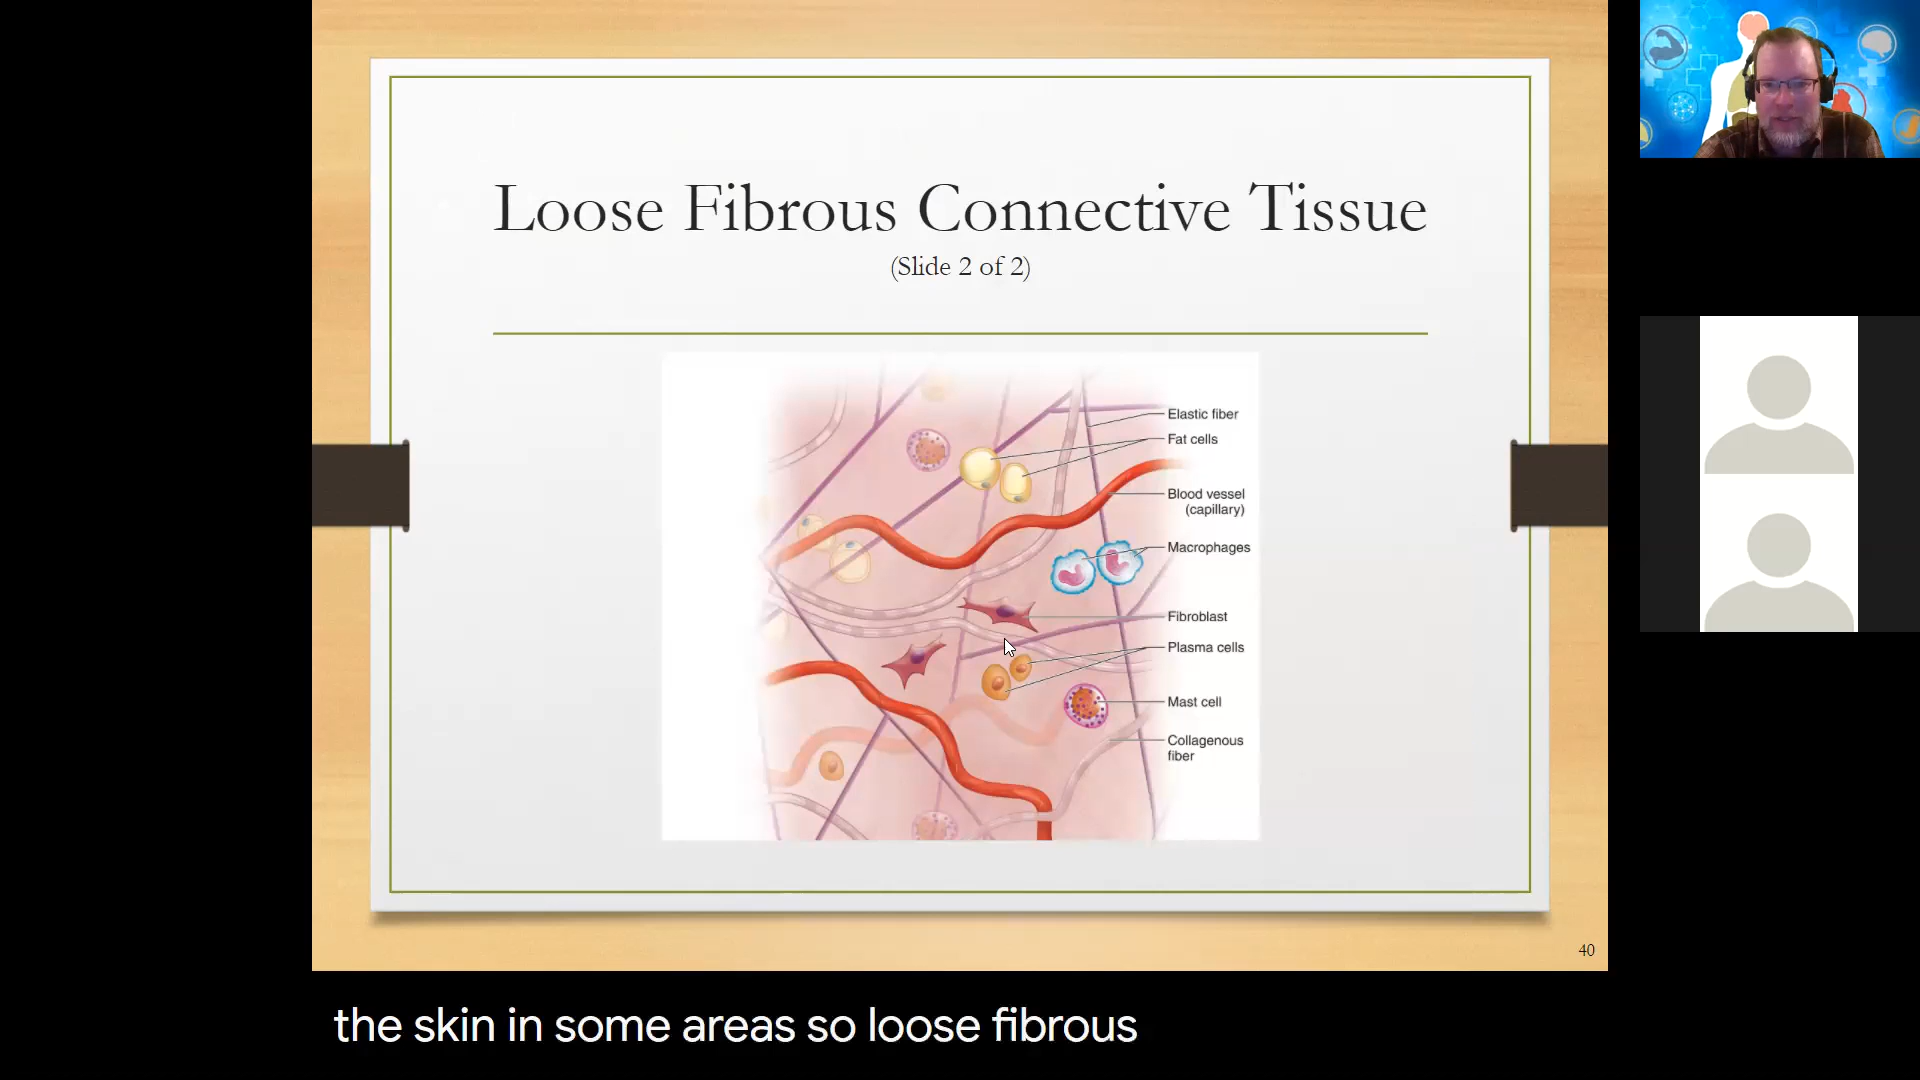 Loose Fibrous Connective Tissue
(Slide 2 of 2)
Elastic fiber
Fat cells
Blood vessel
(capillary)
Macrophages
Fibroblast
Plasma cells
Mast cell
Collagenous
fiber
40
the skin in some areas so loose fibrous